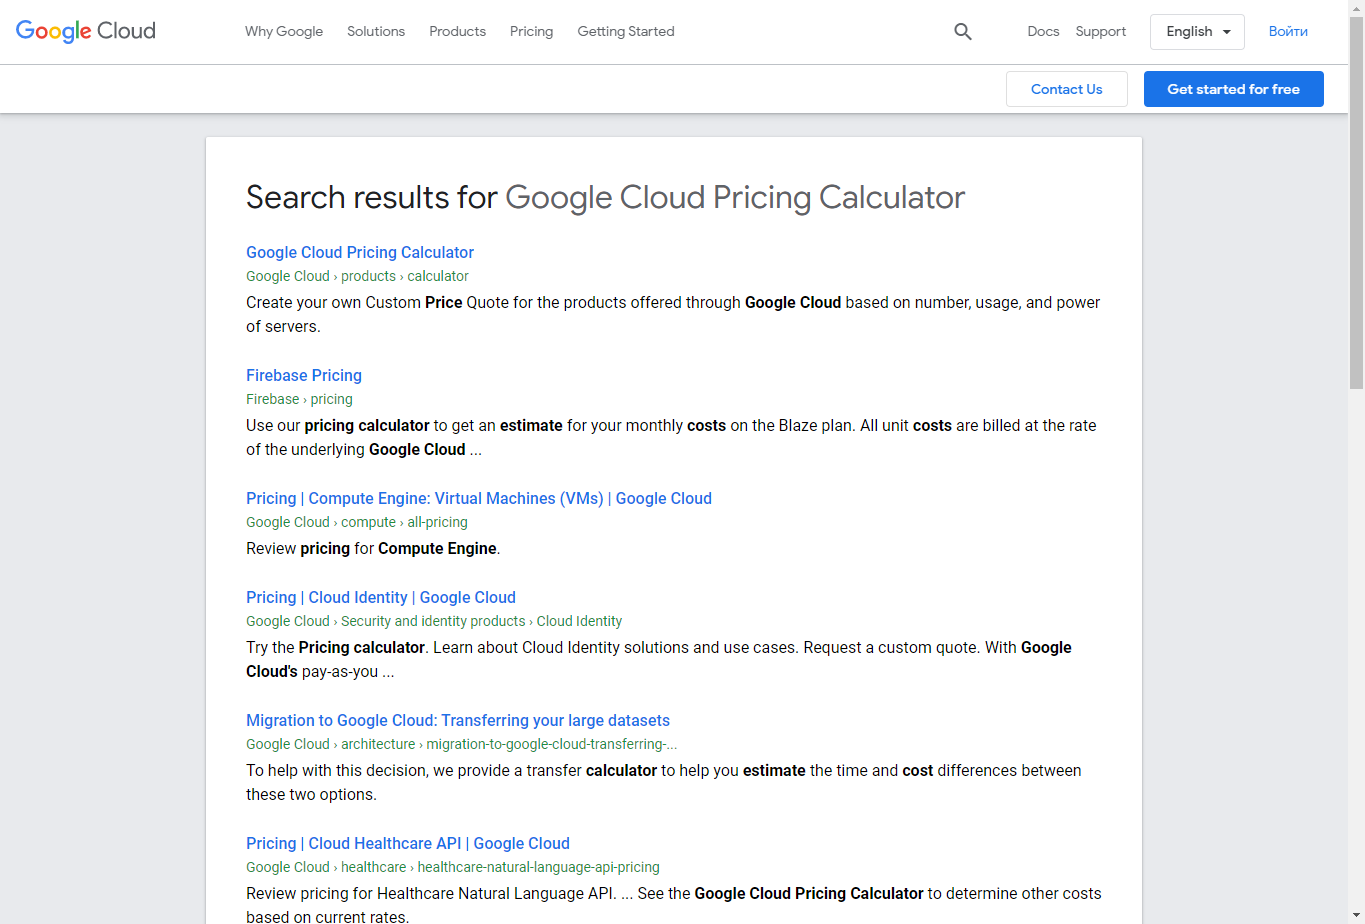 Google Cloud
Why Google Solutions Products Pricing Getting Started
Docs Support English Войти
Contact Us Get started for free
Search results for Google Cloud Pricing Calculator
Google Cloud Pricing Calculator
Google Cloud › products › calculator
Create your own Custom Price Quote for the products offered through Google Cloud based on number, usage, and power
of servers.
Firebase Pricing
Firebase › pricing
Use our pricing calculator to get an estimate for your monthly costs on the Blaze plan. All unit costs are billed at the rate
of the underlying Google Cloud ...
Pricing | Compute Engine: Virtual Machines (VMs) | Google Cloud
Google Cloud › compute › all-pricing
Review pricing for Compute Engine.
Pricing | Cloud Identity | Google Cloud
Google Cloud › Security and identity products › Cloud Identity
Try the Pricing calculator. Learn about Cloud Identity solutions and use cases. Request a custom quote. With Google
Cloud's pay-as-you ...
Migration to Google Cloud: Transferring your large datasets
Google Cloud › architecture › migration-to-google-cloud-transferring-...
To help with this decision, we provide a transfer calculator to help you estimate the time and cost differences between
these two options.
Pricing | Cloud Healthcare API | Google Cloud
Google Cloud › healthcare › healthcare-natural-language-api-pricing
Review pricing for Healthcare Natural Language API. ... See the Google Cloud Pricing Calculator to determine other costs
based on current rates.